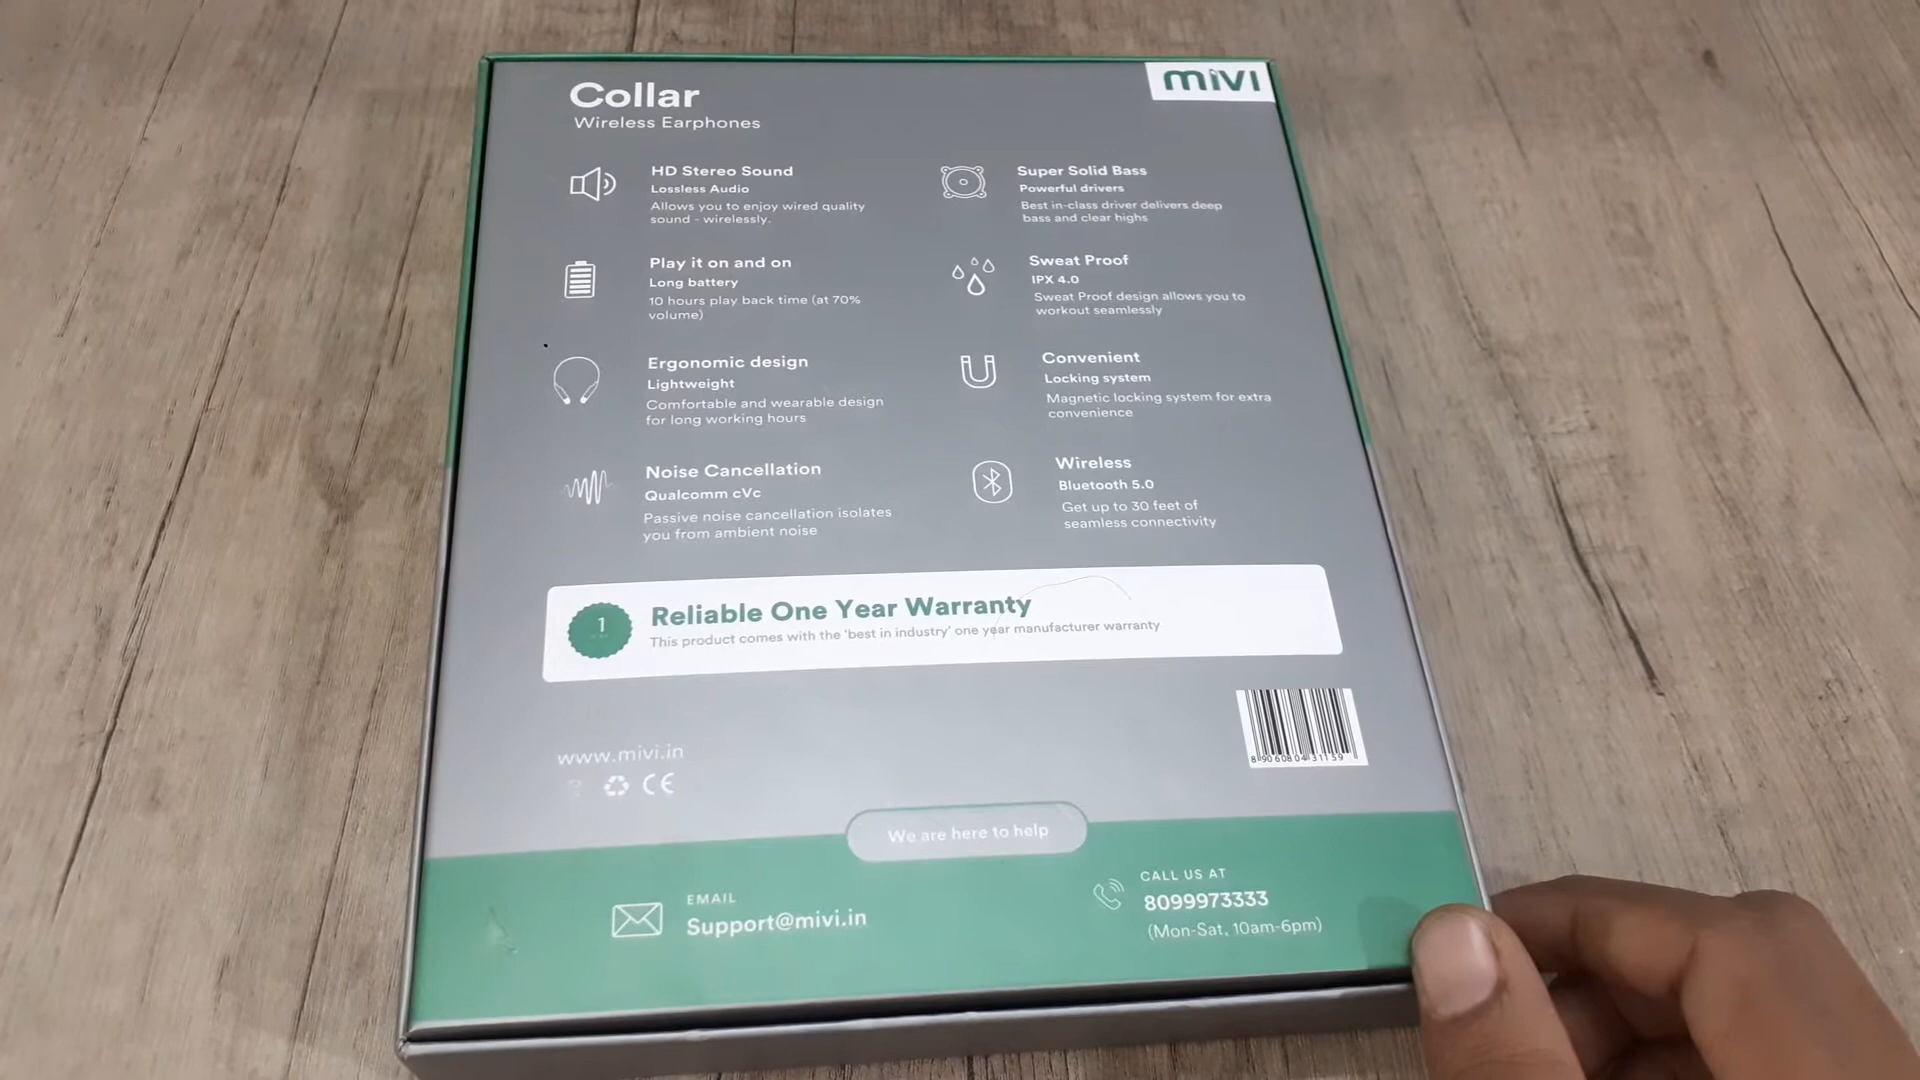 Collar
Wireless Earphones
mivi
HD Stereo Sound
Lossless Audio
Allows you to enjoy wired quality
sound - wirelessly.
Super Solid Bass
Powerful drivers
Best in-class driver delivers deep
bass and clear highs
Play it on and on
Long battery
10 hours play back time (at 70%
volume)
Sweat Proof
IPX 4.0
Sweat Proof design allows you to
workout seamlessly
Ergonomic design
Lightweight
Comfortable and wearable design
for long working hours
Convenient
Locking system
Magnetic locking system for extra
convenience
Noise Cancellation
Qualcomm cVc
Passive noise cancellation isolates
you from ambient noise
Wireless
Bluetooth 5.0
Get up to 30 feet of
seamless connectivity
1
Reliable One Year Warranty
This product comes with the 'best in industry' one year manufacturer warranty
8 906080 431159
www.mivi.in
CE
We are here to help
EMAIL
Support@mivi.in
CALL US AT
8099973333
(Mon-Sat, 10am-6pm)